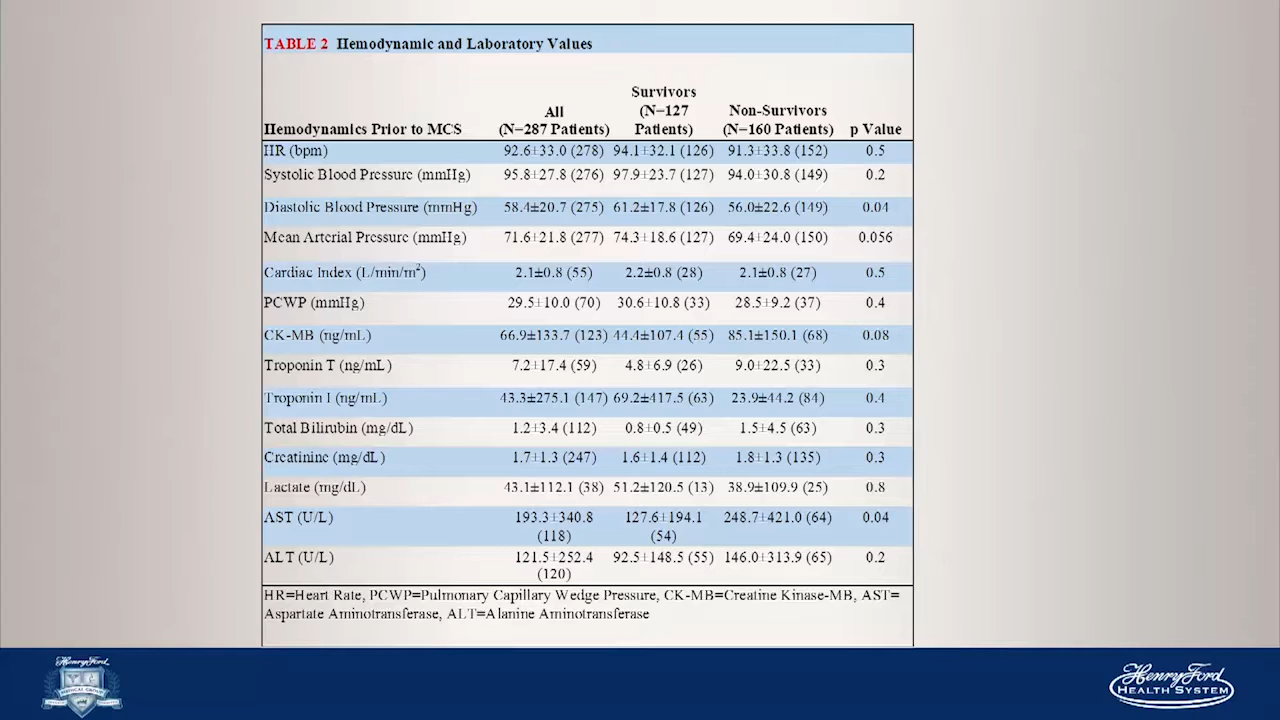 TABLE 2 Hemodynamic and Laboratory Values
Hemodynamics Prior to MCS All (N=287 Patients) Survivors (N=127 Patients) Non-Survivors (N=160 Patients) p Value
HR (bpm) 92.6±33.0 (278) 94.1±32.1 (126) 91.3±33.8 (152) 0.5
Systolic Blood Pressure (mmHg) 95.8±27.8 (276) 97.9±23.7 (127) 94.0±30.8 (149) 0.2
Diastolic Blood Pressure (mmHg) 58.4±20.7 (275) 61.2±17.8 (126) 56.0±22.6 (149) 0.04
Mean Arterial Pressure (mmHg) 71.6±21.8 (277) 74.3±18.6 (127) 69.4±24.0 (150) 0.056
Cardiac Index (L/min/m²) 2.1±0.8 (55) 2.2±0.8 (28) 2.1±0.8 (27) 0.5
PCWP (mmHg) 29.5±10.0 (70) 30.6±10.8 (33) 28.5±9.2 (37) 0.4
CK-MB (ng/mL) 66.9±133.7 (123) 44.4±107.4 (55) 85.1±150.1 (68) 0.08
Troponin T (ng/mL) 7.2±17.4 (59) 4.8±6.9 (26) 9.0±22.5 (33) 0.3
Troponin I (ng/mL) 43.3±275.1 (147) 69.2±417.5 (63) 23.9±44.2 (84) 0.4
Total Bilirubin (mg/dL) 1.2±3.4 (112) 0.8±0.5 (49) 1.5±4.5 (63) 0.3
Creatinine (mg/dL) 1.7±1.3 (247) 1.6±1.4 (112) 1.8±1.3 (135) 0.3
Lactate (mg/dL) 43.1±112.1 (38) 51.2±120.5 (13) 38.9±109.9 (25) 0.8
AST (U/L) 193.3±340.8 (118) 127.6±194.1 (54) 248.7±421.0 (64) 0.04
ALT (U/L) 121.5±252.4 (120) 92.5±148.5 (55) 146.0±313.9 (65) 0.2
HR=Heart Rate, PCWP=Pulmonary Capillary Wedge Pressure, CK-MB=Creatine Kinase-MB, AST=
Aspartate Aminotransferase, ALT=Alanine Aminotransferase
Henry Ford
MEDICAL GROUP
Henry Ford
HEALTH SYSTEM